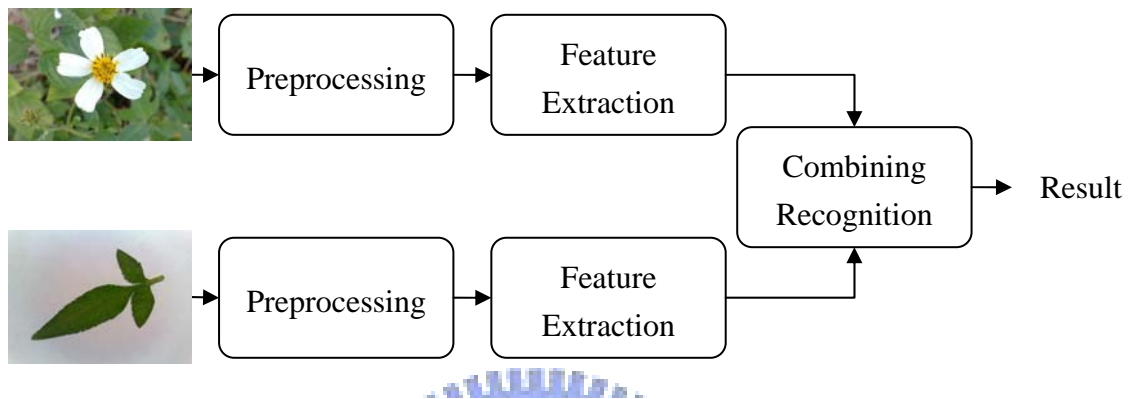 Preprocessing
Feature
Extraction
Combining
Recognition
Result
Preprocessing
Feature
Extraction